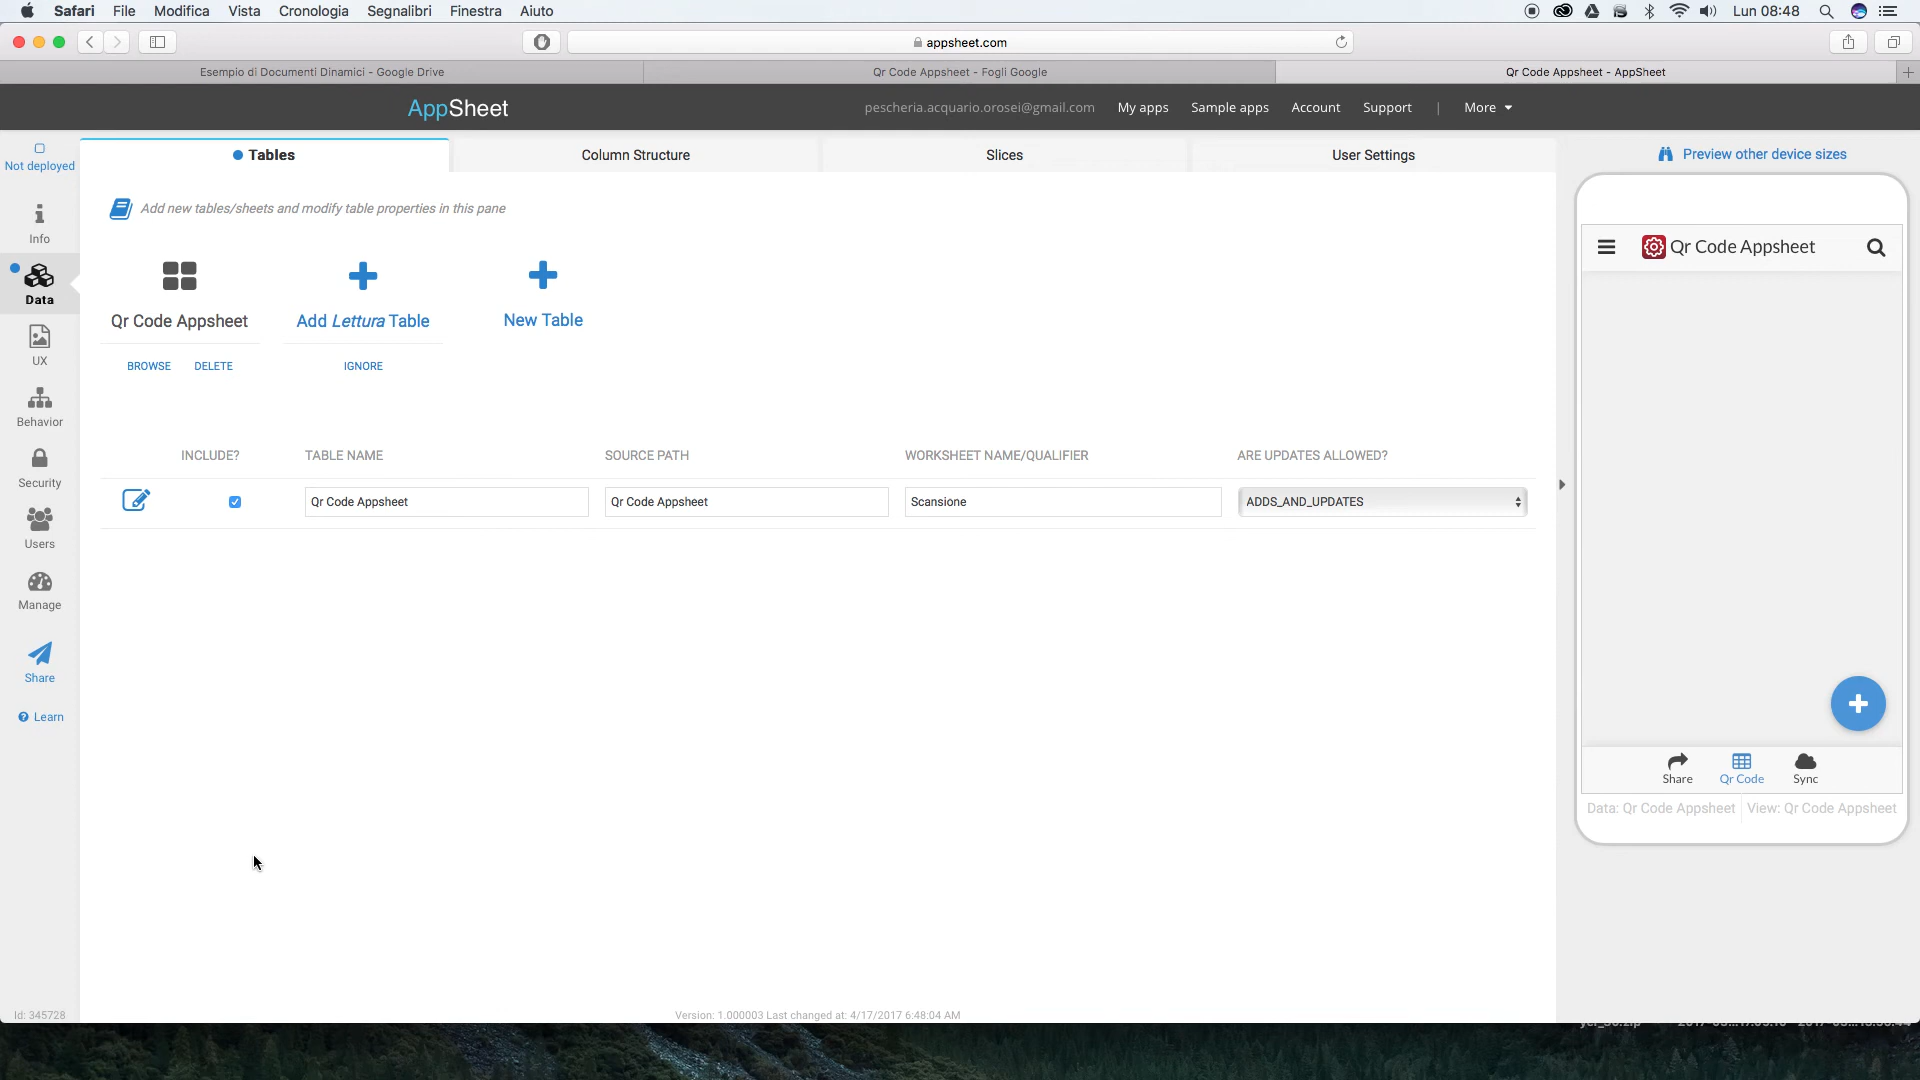 Safari File Modifica Vista Cronologia Segnalibri Finestra Aiuto Lun 08:48
appsheet.com
Esempio di Documenti Dinamici - Google Drive Qr Code Appsheet - Fogli Google Qr Code Appsheet - AppSheet
AppSheet pescheria.acquario.orosei@gmail.com My apps Sample apps Account Support | More
Not deployed
Info
Data
UX
Behavior
Security
Users
Manage
Share
Learn
Id: 345728
Tables Column Structure Slices User Settings
Add new tables/sheets and modify table properties in this pane
Qr Code Appsheet Add Lettura Table New Table
BROWSE DELETE IGNORE
INCLUDE? TABLE NAME SOURCE PATH WORKSHEET NAME/QUALIFIER ARE UPDATES ALLOWED?
Qr Code Appsheet Qr Code Appsheet Scansione ADDS_AND_UPDATES
Version: 1.000003 Last changed at: 4/17/2017 6:48:04 AM
Preview other device sizes
Qr Code Appsheet
Share Qr Code Sync
Data: Qr Code Appsheet View: Qr Code Appsheet